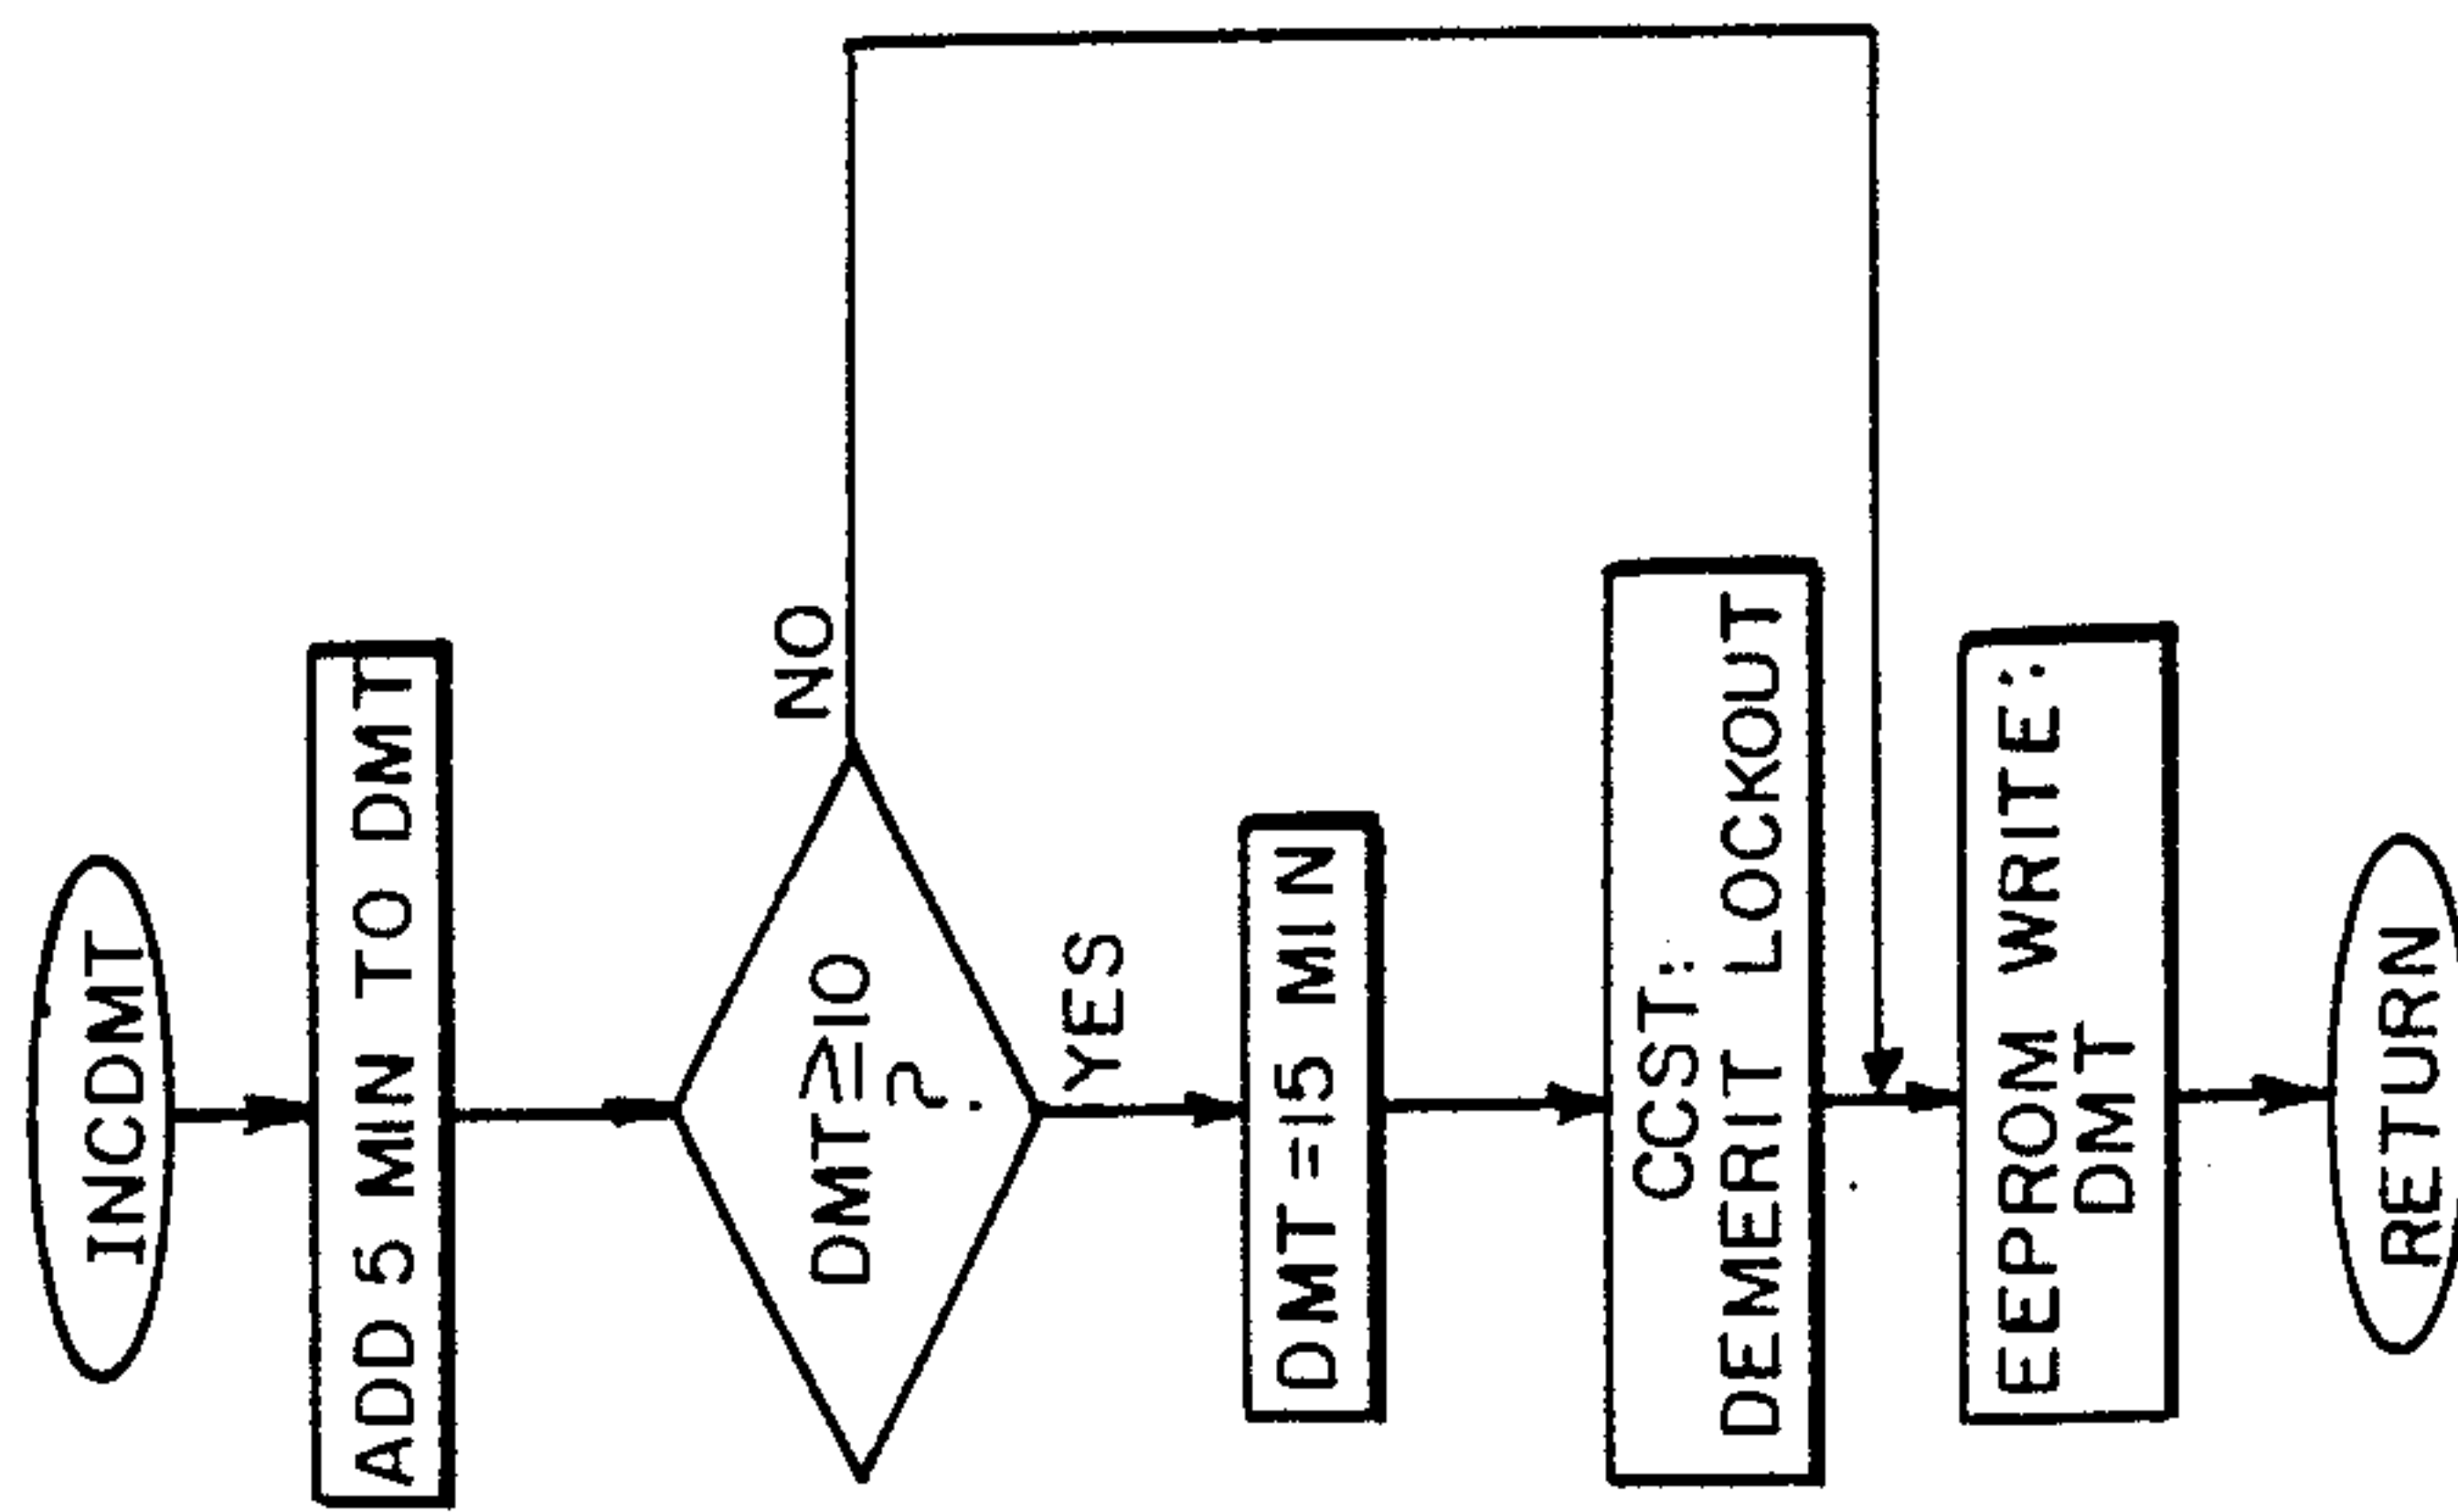 INCDMT
ADD 5 MIN TO DMT
DMT≥10
?
NO
YES
DMT=15 MIN
CCST:
DEMERIT LOCKOUT
EEPROM WRITE:
DMT
RETURN